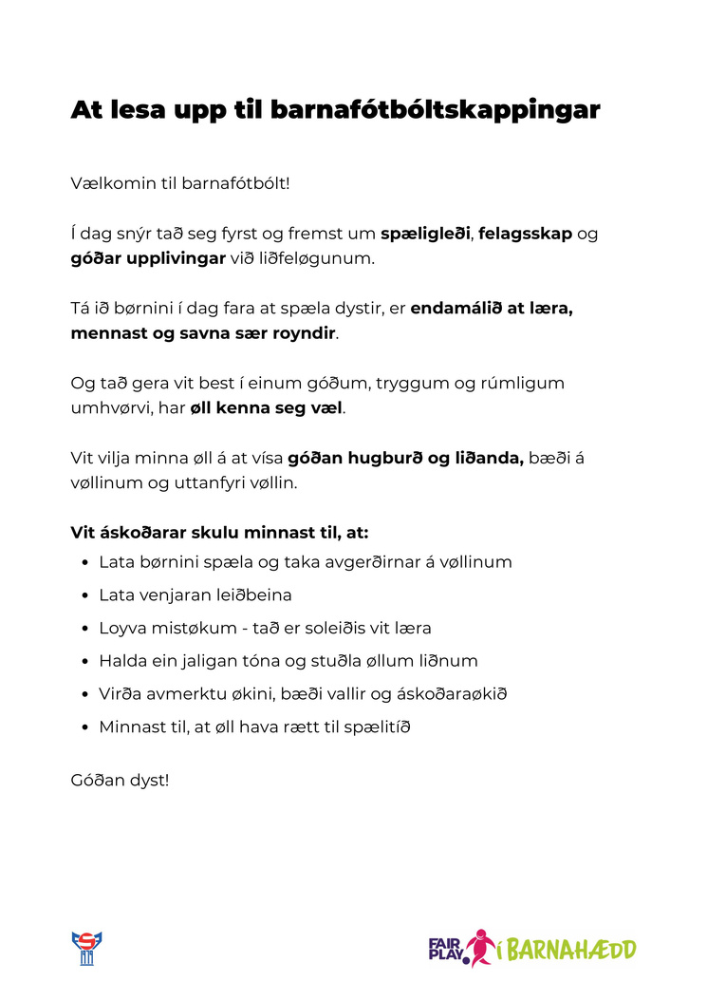 At lesa upp til barnafótbóltskappingar
Vælkomin til barnafótbólt!
Í dag snýr tað seg fyrst og fremst um spæligleði, felagsskap og
góðar upplivingar við liðfeløgunum.
Tá ið børnini í dag fara at spæla dystir, er endamálið at læra,
mennast og savna sær royndir.
Og tað gera vit best í einum góðum, tryggum og rúmligum
umhvørvi, har øll kenna seg væl.
Vit vilja minna øll á at vísa góðan hugburð og liðanda, bæði á
vøllinum og uttanfyri vøllin.
Vit áskoðarar skulu minnast til, at:
• Lata børnini spæla og taka avgerðirnar á vøllinum
• Lata venjaran leiðbeina
• Loyva mistøkum - tað er soleiðis vit læra
• Halda ein jaligan tóna og stuðla øllum liðnum
• Virða avmerktu økini, bæði vallir og áskoðaraøkið
• Minnast til, at øll hava rætt til spælitíð
Góðan dyst!
FAIR
PLAY
í BARNAHÆDD